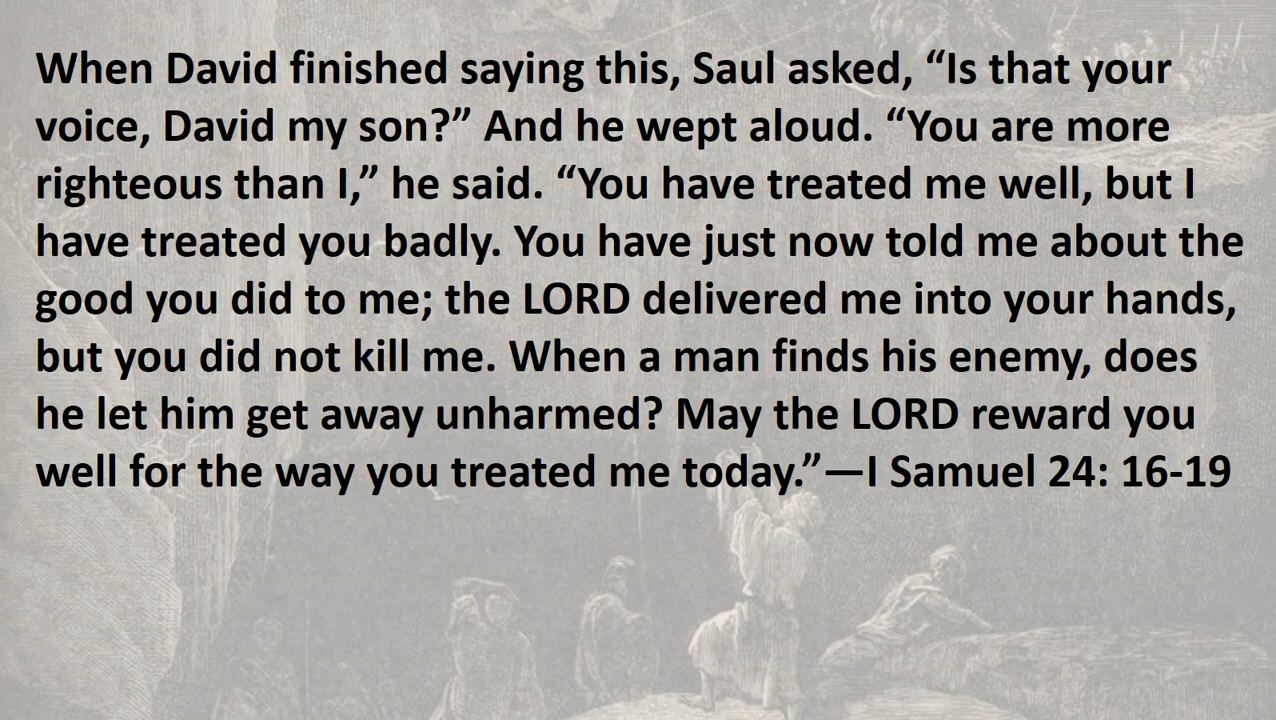 When David finished saying this, Saul asked, “Is that your
voice, David my son?” And he wept aloud. “You are more
righteous than I,” he said. “You have treated me well, but I
have treated you badly. You have just now told me about the
good you did to me; the LORD delivered me into your hands,
but you did not kill me. When a man finds his enemy, does
he let him get away unharmed? May the LORD reward you
well for the way you treated me today.”—I Samuel 24: 16-19